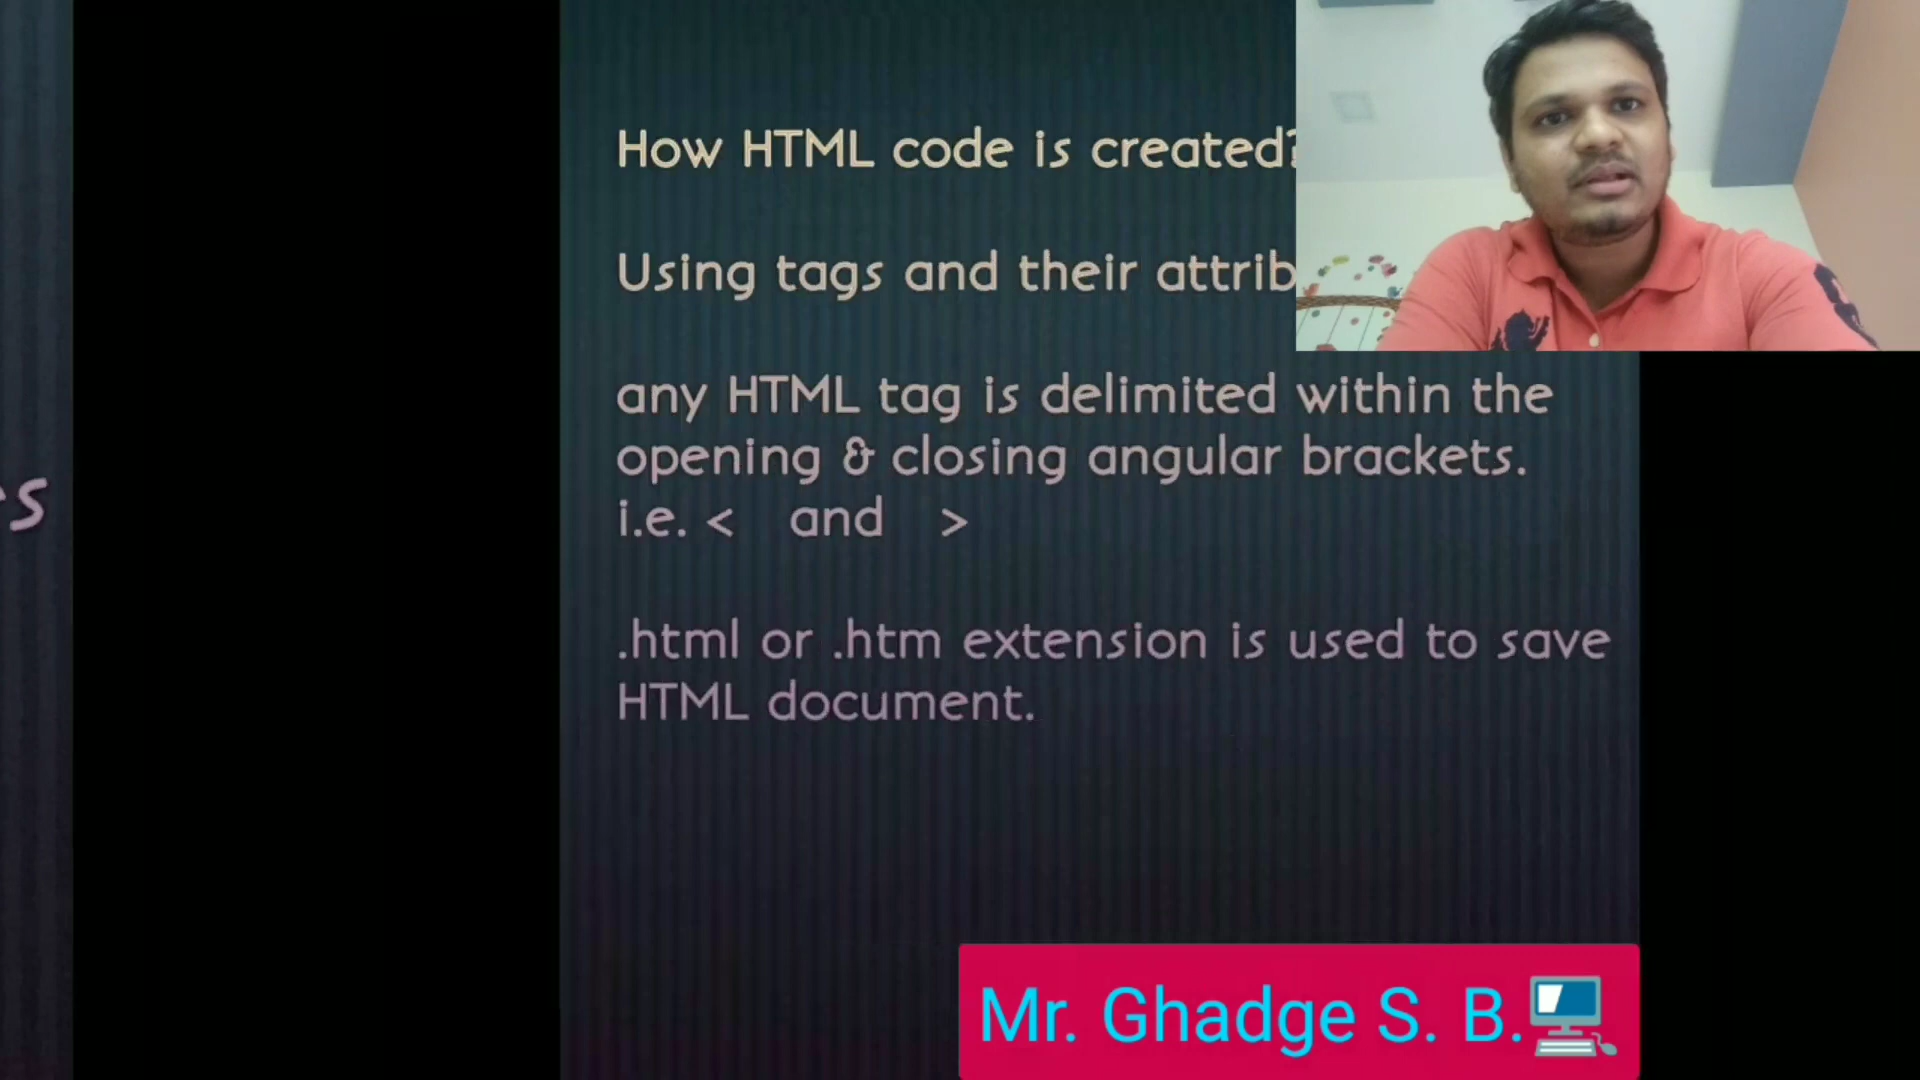 How HTML code is created?
Using tags and their attrib
any HTML tag is delimited within the
opening & closing angular brackets.
i.e. < and >
.html or .htm extension is used to save
HTML document.
Mr. Ghadge S. B.